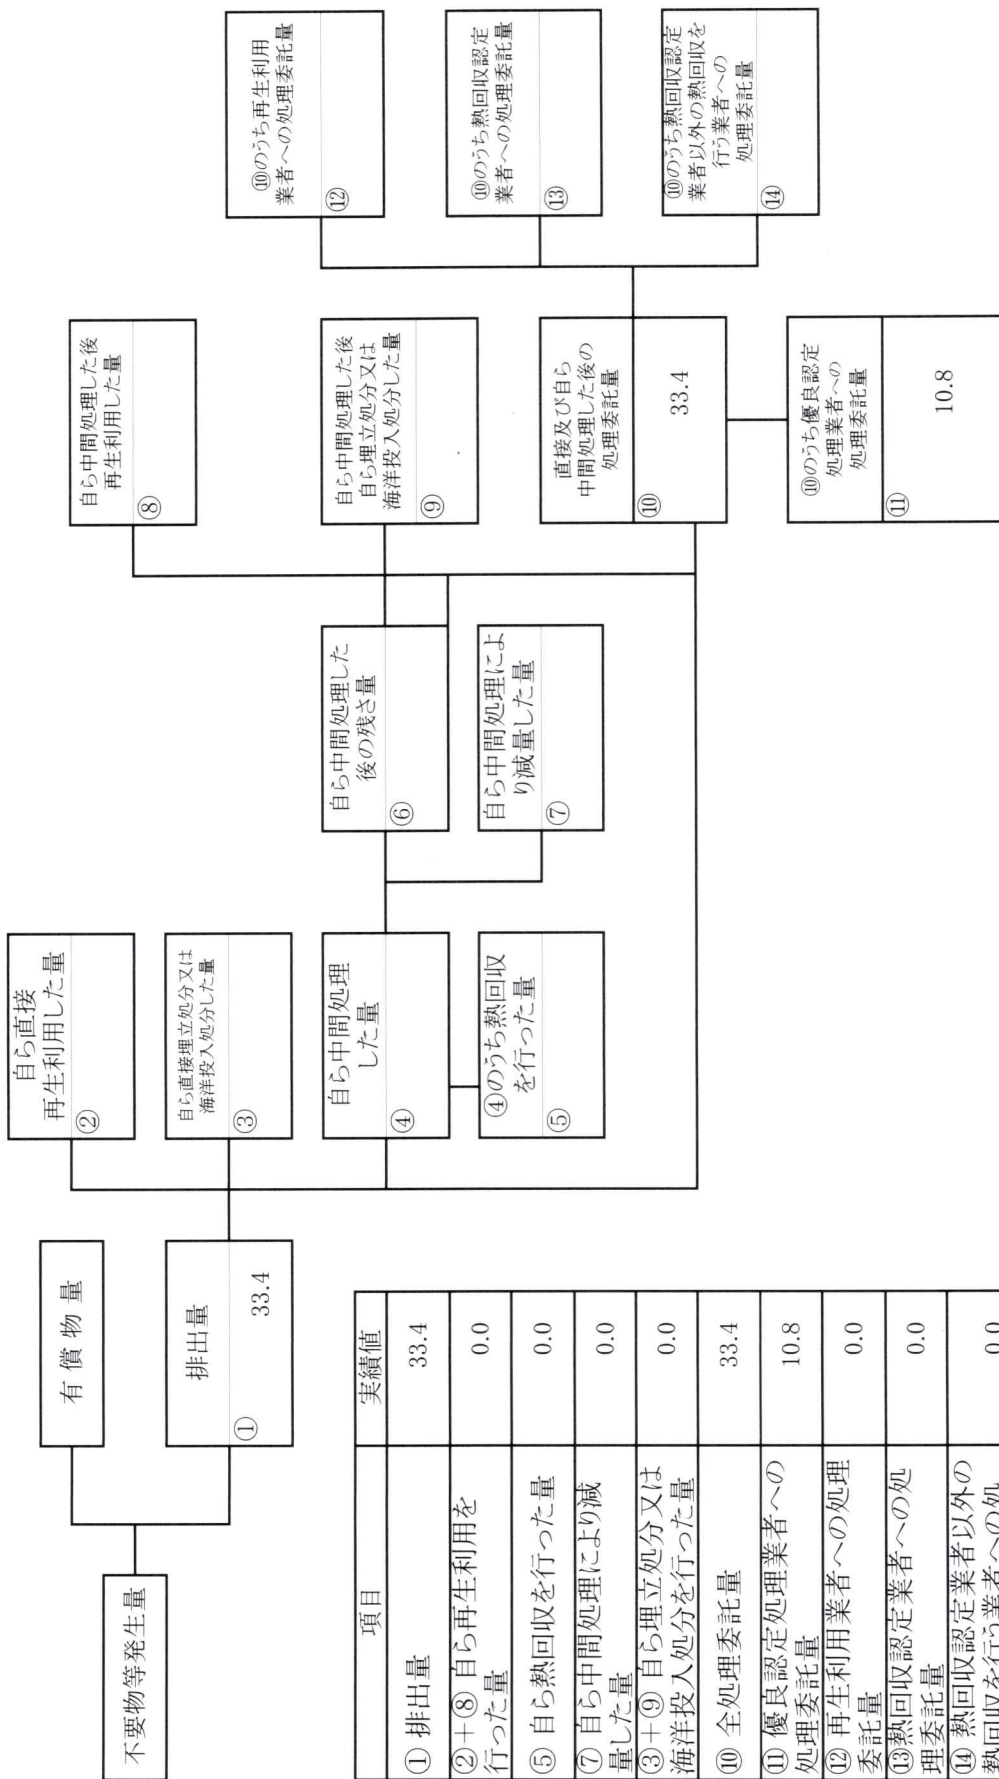 不要物等発生量
有償物量
排出量
①
33.4
自ら直接
再生利用した量
②
自ら直接埋立処分又は
海洋投入処分した量
③
自ら中間処理
した量
④
④のうち熱回収
を行った量
⑤
自ら中間処理した
後の残さ量
⑥
自ら中間処理によ
り減量した量
⑦
自ら中間処理した後
再生利用した量
⑧
自ら中間処理した後
自ら埋立処分又は
海洋投入処分した量
⑨
直接及び自ら
中間処理した後の
処理委託量
⑩
33.4
⑩のうち優良認定
処理業者への
処理委託量
⑪
10.8
⑩のうち再生利用
業者への処理委託量
⑫
⑩のうち熱回収認定
業者への処理委託量
⑬
⑩のうち熱回収認定
業者以外の熱回収を
行う業者への
処理委託量
⑭
項目 実績値
① 排出量 33.4
②+⑧ 自ら再生利用を
行った量 0.0
⑤ 自ら熱回収を行った量 0.0
⑦ 自ら中間処理により減
量した量 0.0
③+⑨ 自ら埋立処分又は
海洋投入処分を行った量 0.0
⑩ 全処理委託量 33.4
⑪ 優良認定処理業者への
処理委託量 10.8
⑫ 再生利用業者への処理
委託量 0.0
⑬熱回収認定業者への処
理委託量 0.0
⑭ 熱回収認定業者以外の
熱回収を行う業者への処 0.0